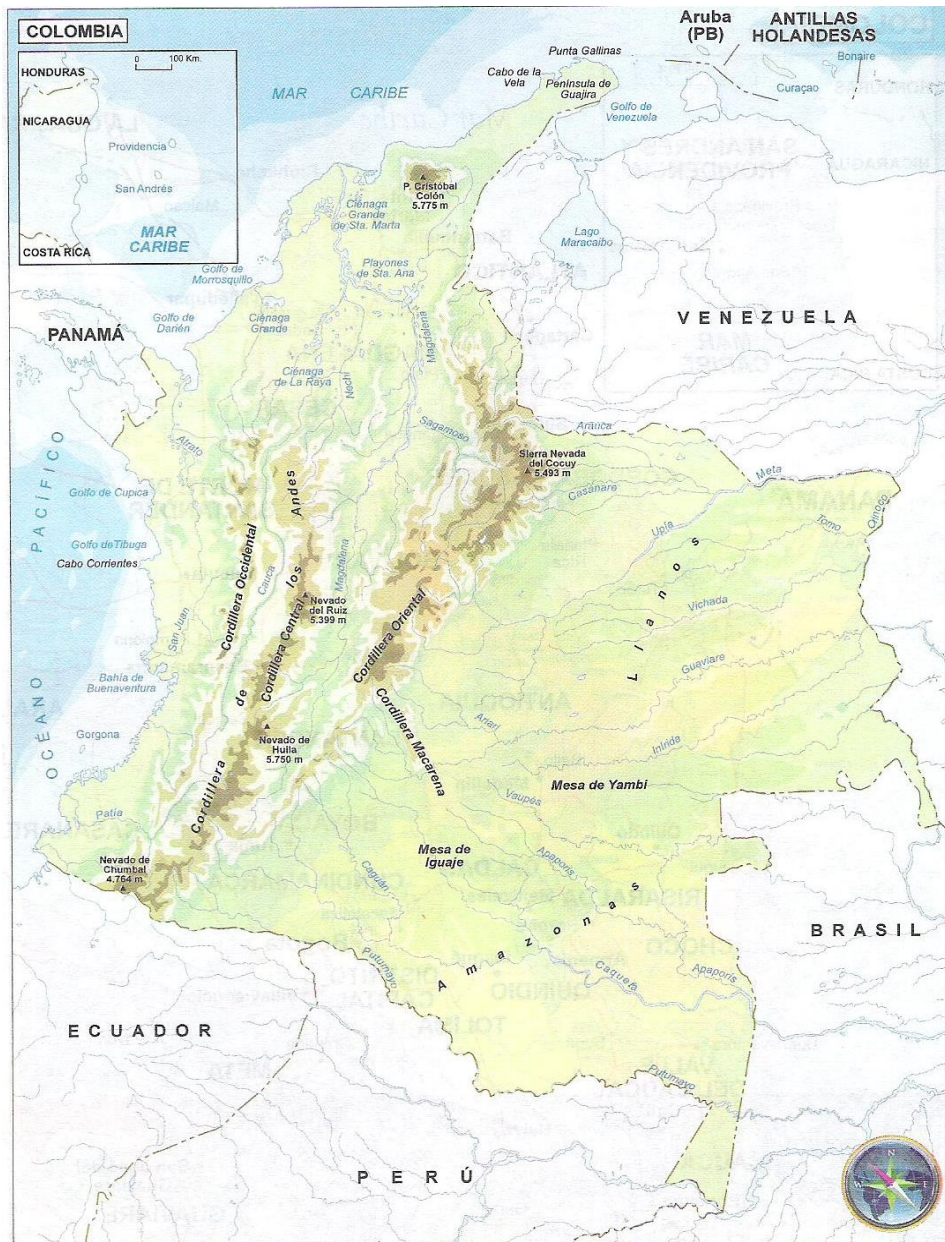 COLOMBIA
0 100 Km.
HONDURAS
NICARAGUA
Providencia
San Andrés
MAR
CARIBE
COSTA RICA
MAR CARIBE
Punta Gallinas
Cabo de la
Vela
Península de
Guajira
Aruba
(PB)
ANTILLAS
HOLANDESAS
Bonaire
Curaçao
Golfo de
Venezuela
P. Cristóbal
Colón
5.775 m
Ciénaga
Grande
de Sta. Marta
Lago
Maracaibo
Playones
de Sta. Ana
Golfo de
Morrosquillo
Golfo de
Darién
Ciénaga
Grande
Magdalena
PANAMÁ
VENEZUELA
Ciénaga
de La Raya
Nechí
Sagamoso
Arauca
Atrato
Sierra Nevada
del Cocuy
5.493 m
Casanare
Meta
OCÉANO PACÍFICO
Golfo de Cupica
Golfo de Tibuga
Cabo Corrientes
Upía
Tomo
Oinoco
Cordillera Occidental
Cauca
Cordillera de los Andes
Cordillera Central
Magdalena
Nevado
del Ruiz
5.399 m
Cordillera Oriental
Llanos
Vichada
San Juan
Gueviare
Bahía de
Buenaventura
Cordillera Macarena
Ariari
Gorgona
Nevado de
Huila
5.750 m
Inírida
Mesa de Yambi
Vaupés
Patía
Mesa de
Iguaje
Apaporis
Nevado de
Chumbal
4.764 m
Caguán
Amazonas
BRASIL
Putumayo
Caquera
Apaporís
ECUADOR
Putumayo
PERÚ
N
W E
S